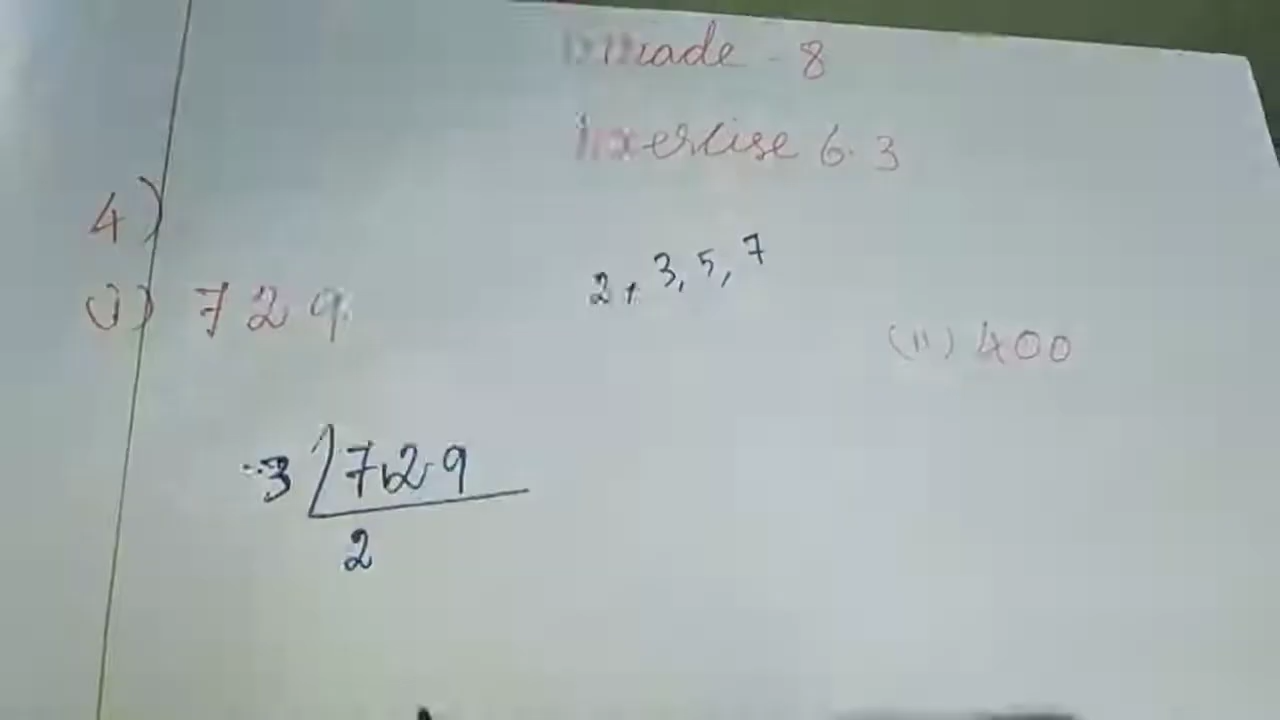 Grade - 8
Exercise 6.3
4)
2, 3, 5, 7
(i) 729
(ii) 400
3 729
2